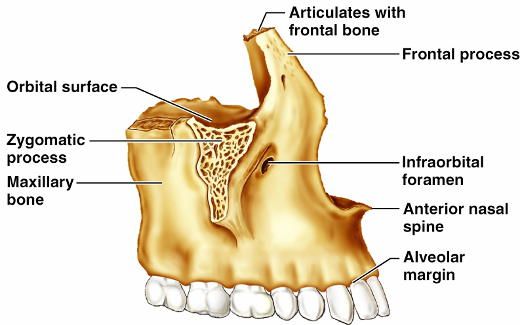 Articulates with
frontal bone
Frontal process
Orbital surface
Zygomatic
process
Maxillary
bone
Infraorbital
foramen
Anterior nasal
spine
Alveolar
margin